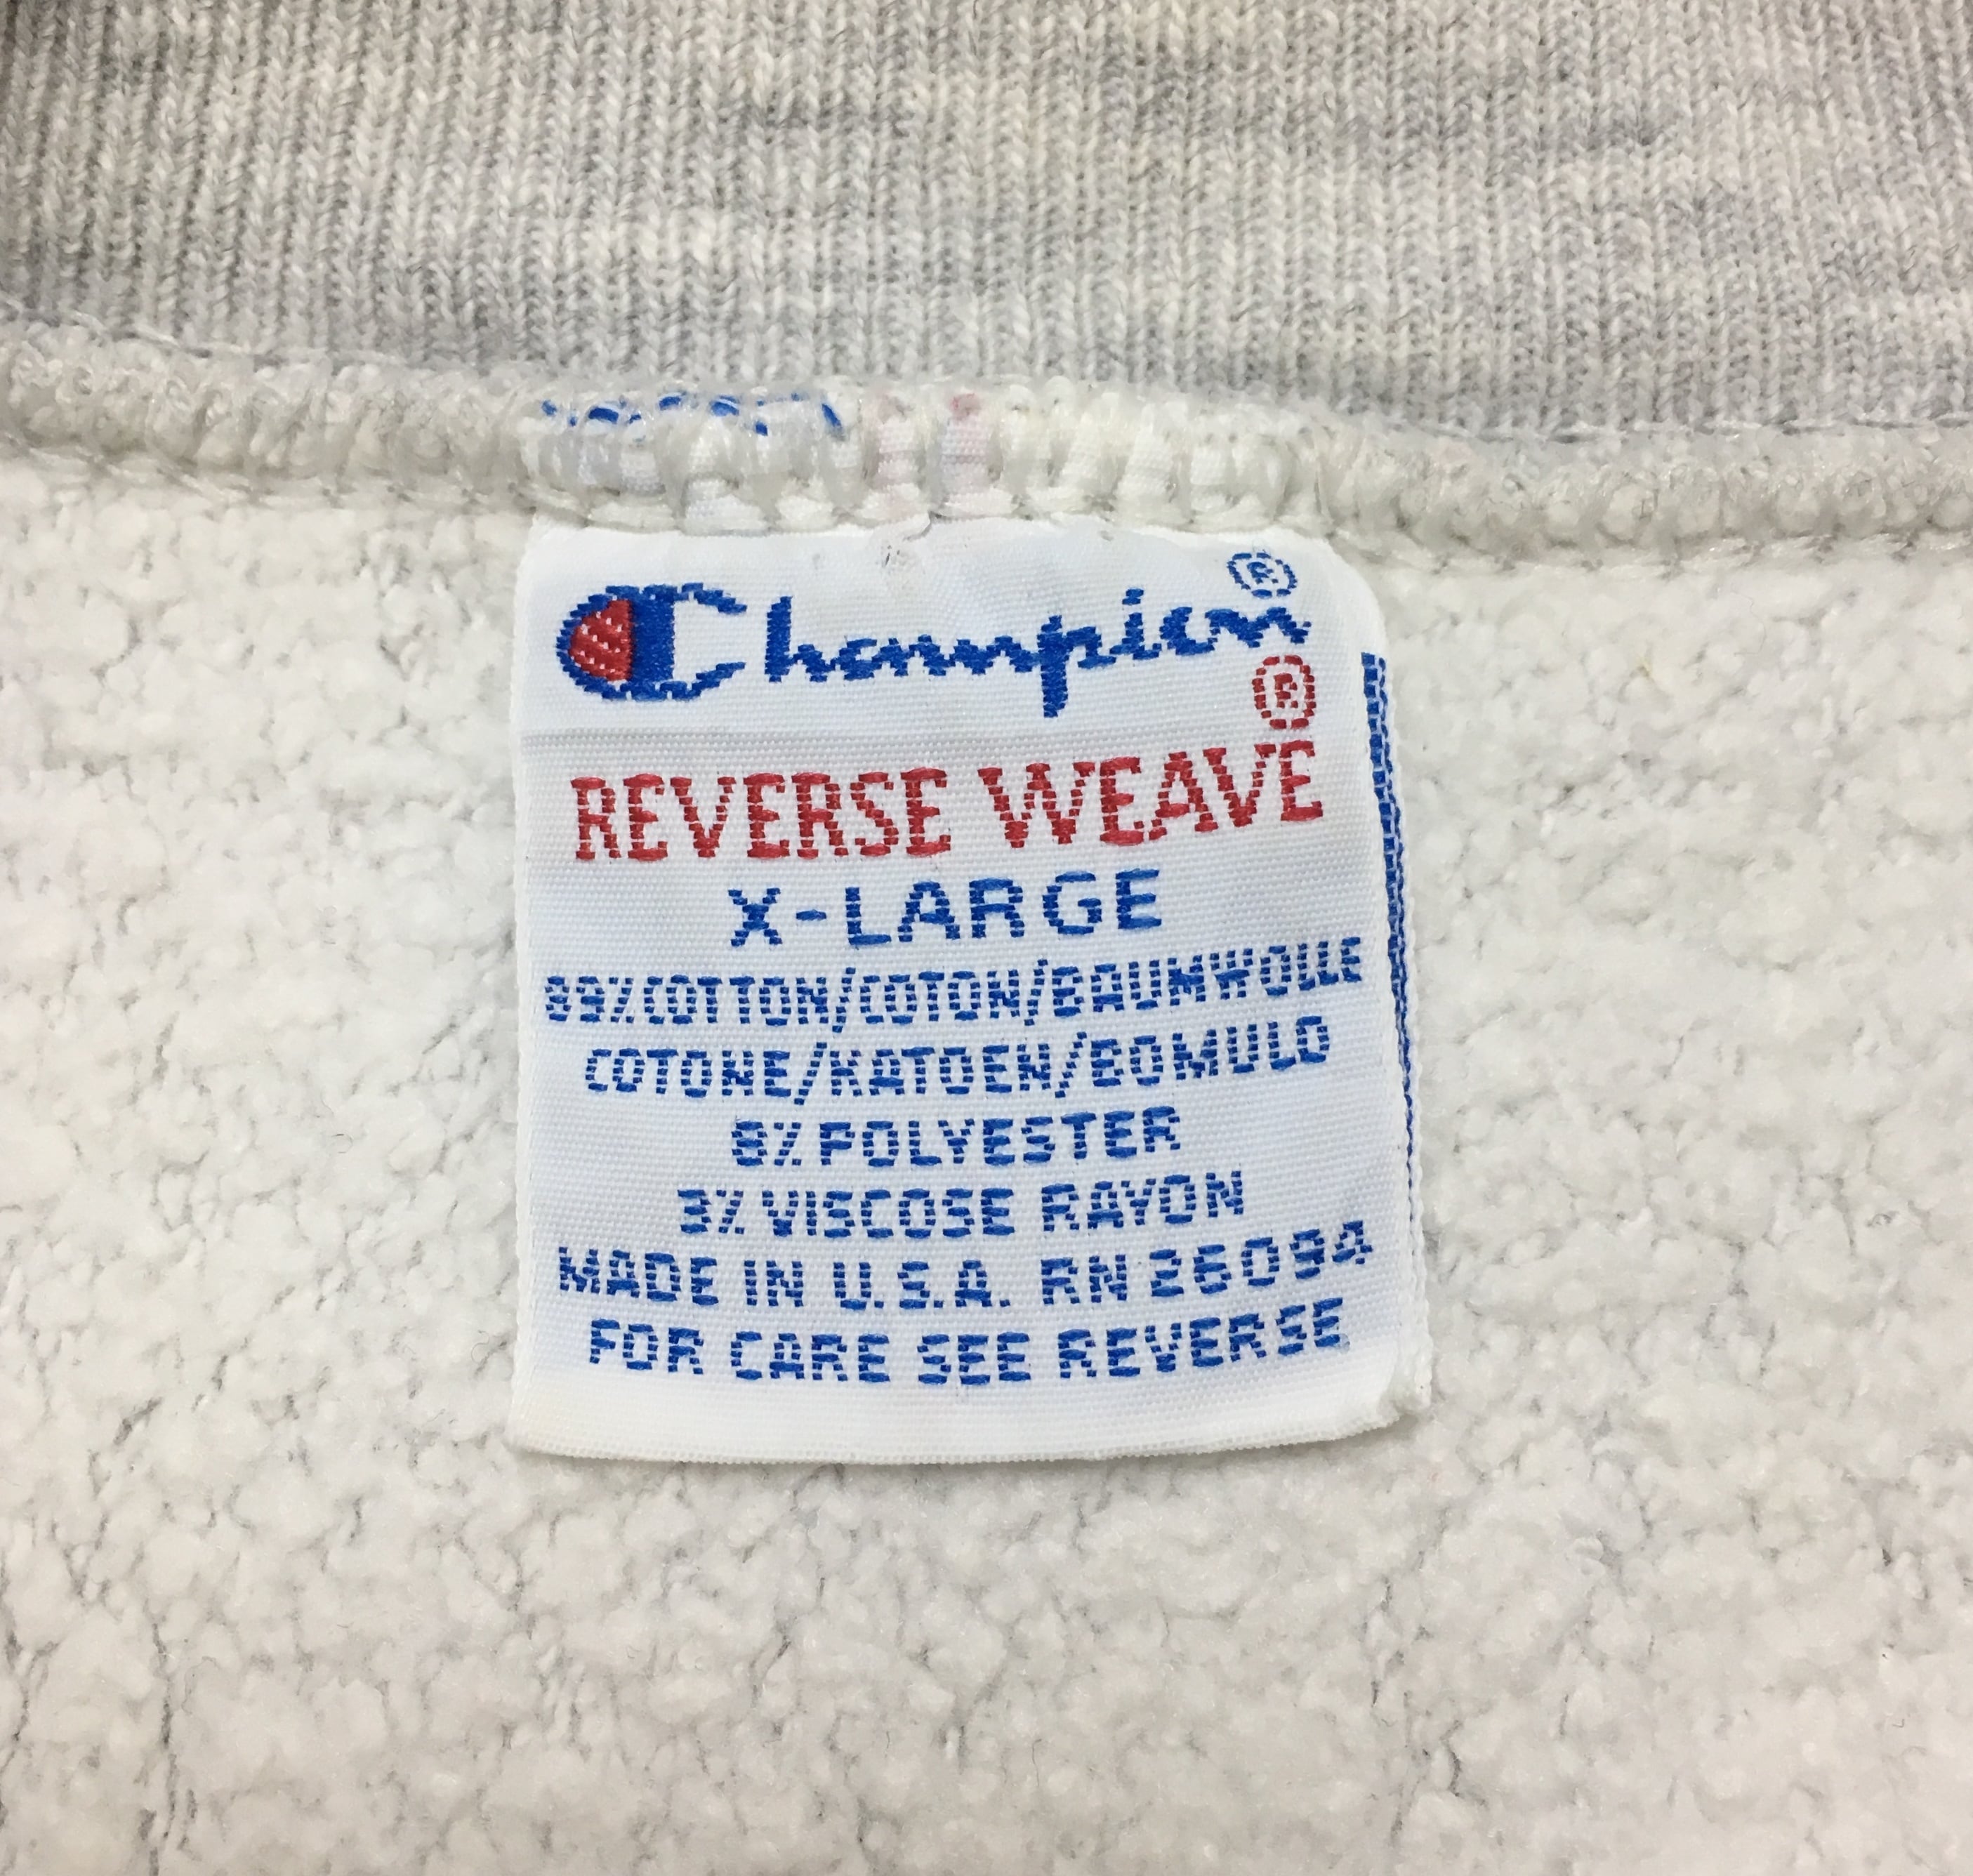 Champion®
REVERSE WEAVE®
X-LARGE
89%COTTON/COTON/BAUMWOLLE
COTONE/KATOEN/BOMULD
8%POLYESTER
3%VISCOSE RAYON
MADE IN U.S.A. RN 26094
FOR CARE SEE REVERSE